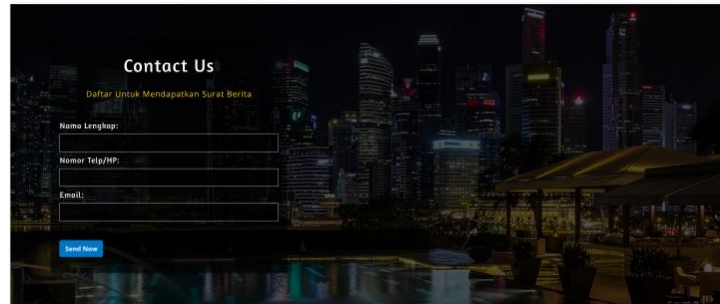 Contact Us
Daftar Untuk Mendapatkan Surat Berita
Nama Lengkap:
Nomor Telp/HP:
Email:
Send Now